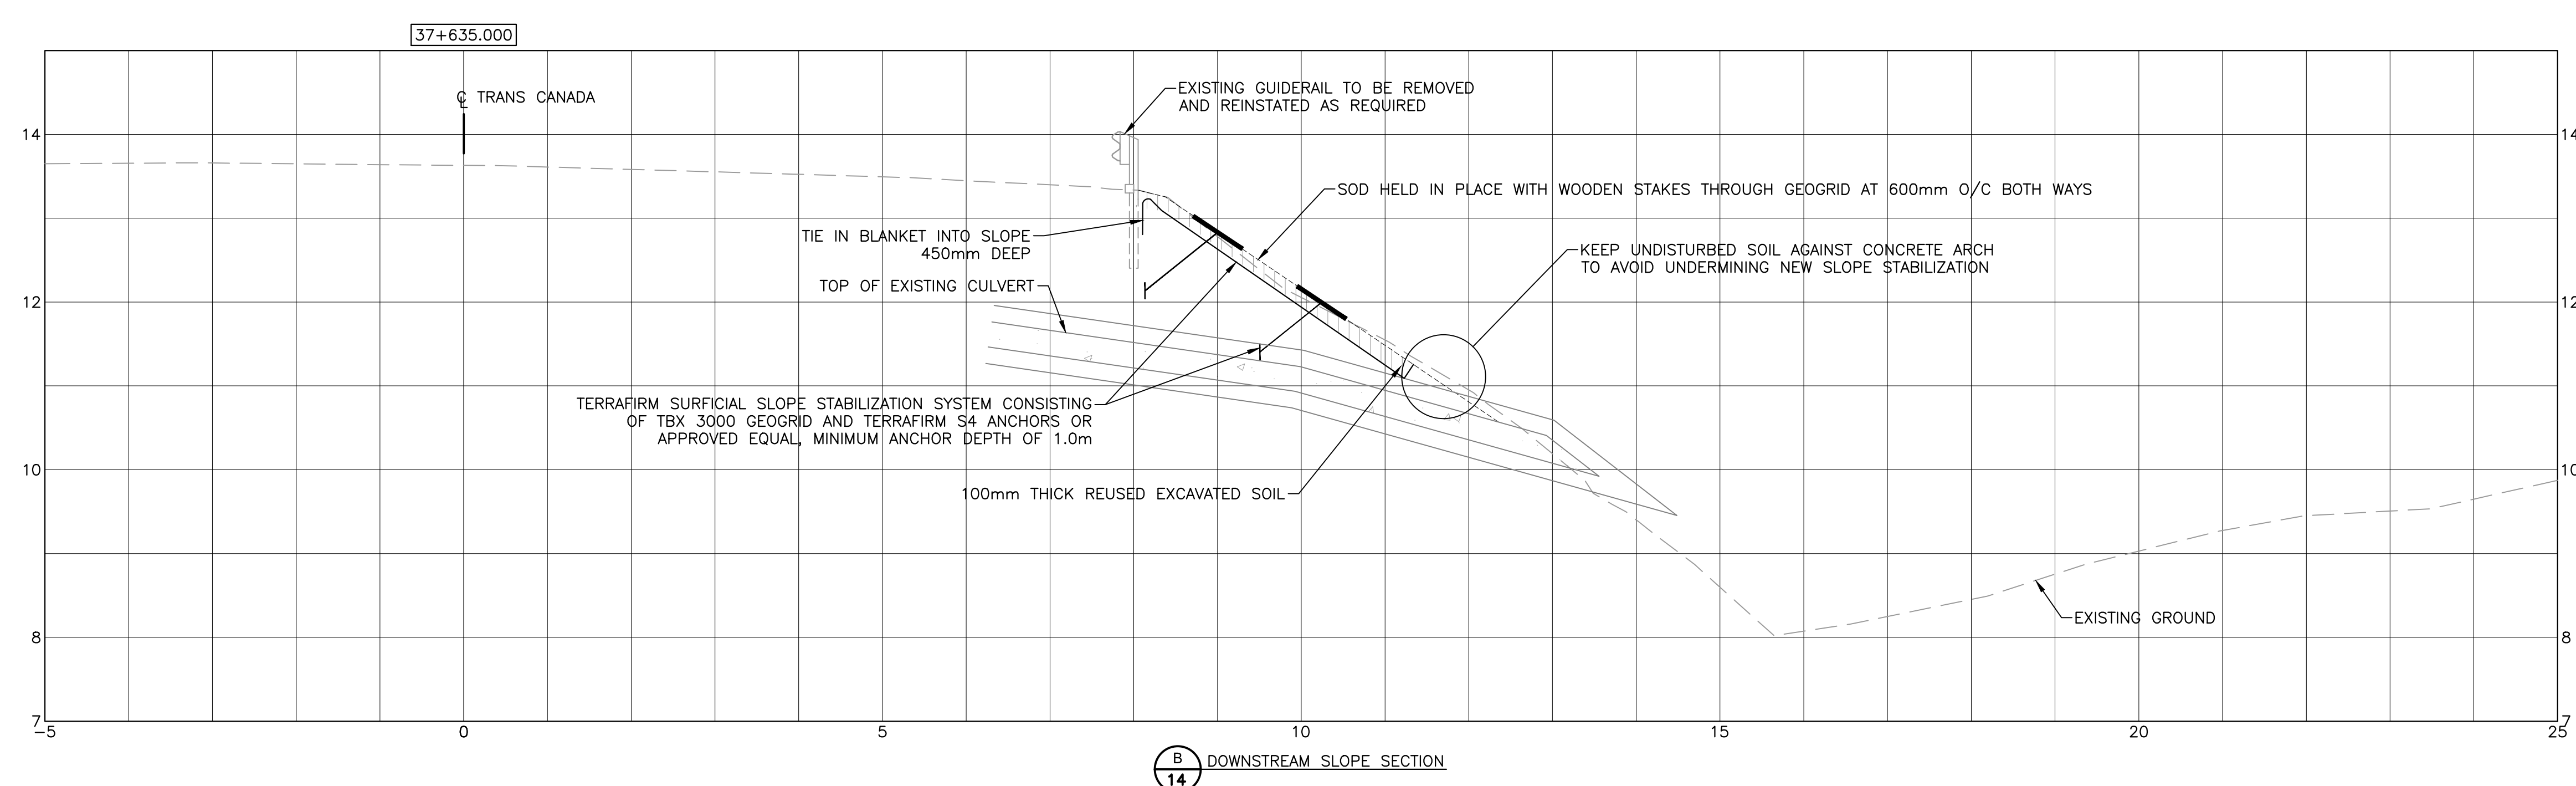 37+635.000
℄ TRANS CANADA
EXISTING GUIDERAIL TO BE REMOVED
AND REINSTATED AS REQUIRED
14
14
SOD HELD IN PLACE WITH WOODEN STAKES THROUGH GEOGRID AT 600mm O/C BOTH WAYS
TIE IN BLANKET INTO SLOPE
450mm DEEP
KEEP UNDISTURBED SOIL AGAINST CONCRETE ARCH
TO AVOID UNDERMINING NEW SLOPE STABILIZATION
TOP OF EXISTING CULVERT
12
12
TERRAFIRM SURFICIAL SLOPE STABILIZATION SYSTEM CONSISTING
OF TBX 3000 GEOGRID AND TERRAFIRM S4 ANCHORS OR
APPROVED EQUAL, MINIMUM ANCHOR DEPTH OF 1.0m
10
10
100mm THICK REUSED EXCAVATED SOIL
EXISTING GROUND
8
8
7
7
-5 0 5 10 15 20 25
B
14
DOWNSTREAM SLOPE SECTION